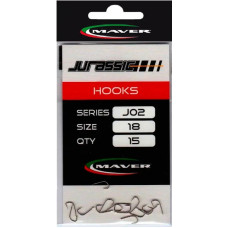 MAVER
JURASSIC
HOOKS
SERIES J02
SIZE 18
QTY 15
MAVER